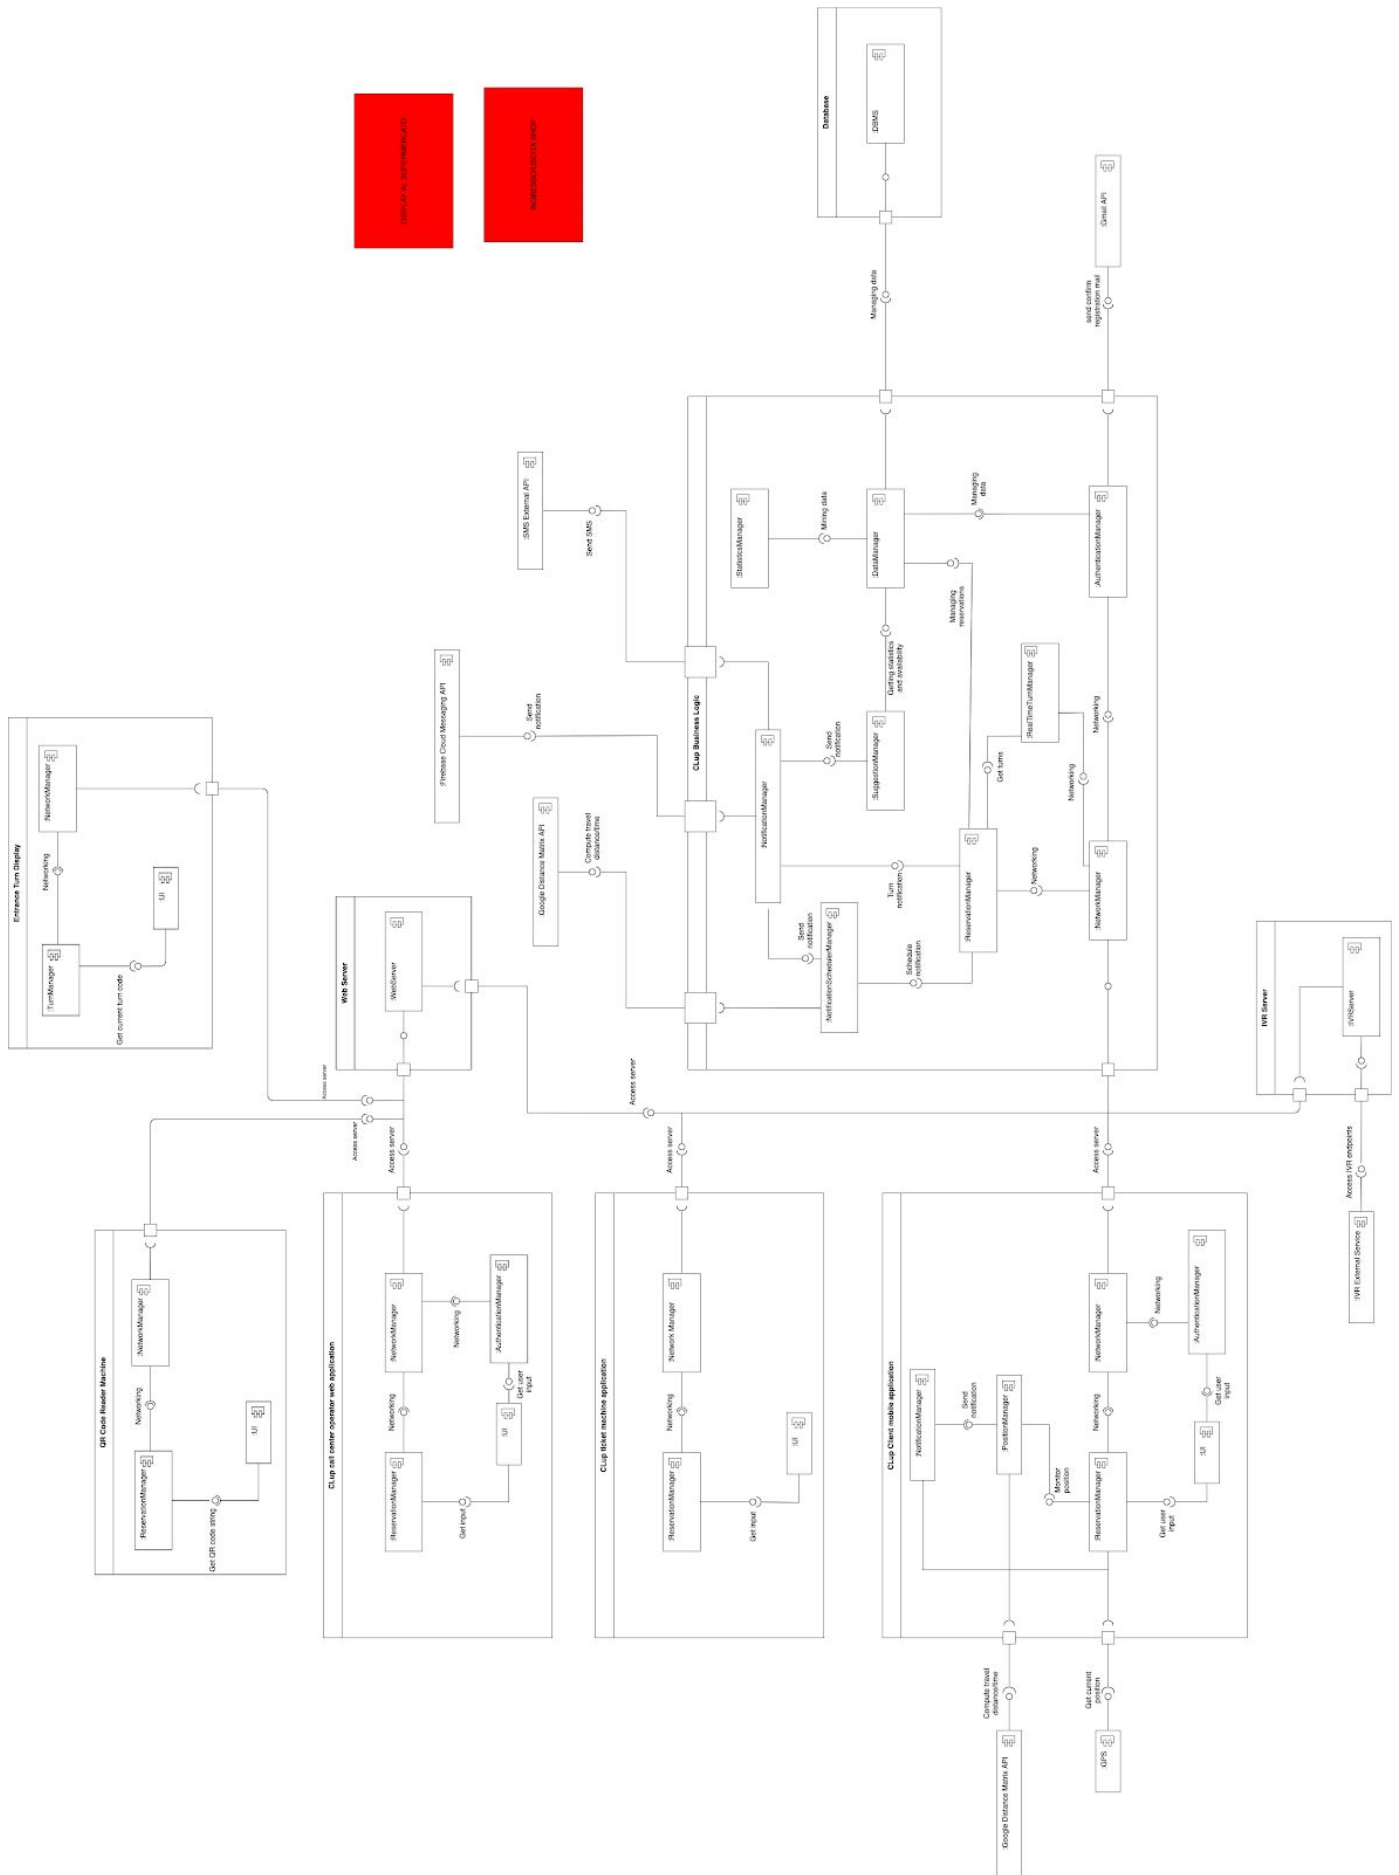 Entrance Turn Display
:TurnManager
Networking
:NetworkManager
Get current turn code
:UI
DISPLAY AL SUPERMERCATO
INGRESSO/USCITA SHOP
QR Code Reader Machine
:ReservationManager
Networking
:NetworkManager
Get QR code string
:UI
Access server
Access server
Access server
Web Server
:WebServer
CLup call center operator web application
:ReservationManager
Networking
:NetworkManager
Get input
:UI
Get user
input
:AuthenticationManager
Networking
:Firebase Cloud Messaging API
Send
notification
:SMS External API
Send SMS
:Google Distance Matrix API
Compute travel
distance/time
CLup ticket machine application
:ReservationManager
Networking
:Network Manager
Get input
:UI
Access server
Access server
CLup Business Logic
:NotificationManager
:StatisticsManager
Mining data
Send
notification
Send
notification
:NotificationSchedulerManager
:SuggestionManager
Getting statistics
and availability
:DataManager
Turn
notification
Schedule
notification
:ReservationManager
Managing
reservations
Get turns
:RealTimeTurnManager
Managing
data
Networking
Networking
:NetworkManager
Networking
:AuthenticationManager
Database
:DBMS
Managing data
send confirm
registration mail
:Gmail API
CLup Client mobile application
:NotificationManager
Send
notification
:PositionManager
Monitor
position
:ReservationManager
Networking
:NetworkManager
Get user
input
:UI
Get user
input
:AuthenticationManager
Networking
Access server
:Google Distance Matrix API
Compute travel
distance/time
:GPS
Get current
position
IVR Server
:IVRServer
Access IVR endpoints
:IVR External Service